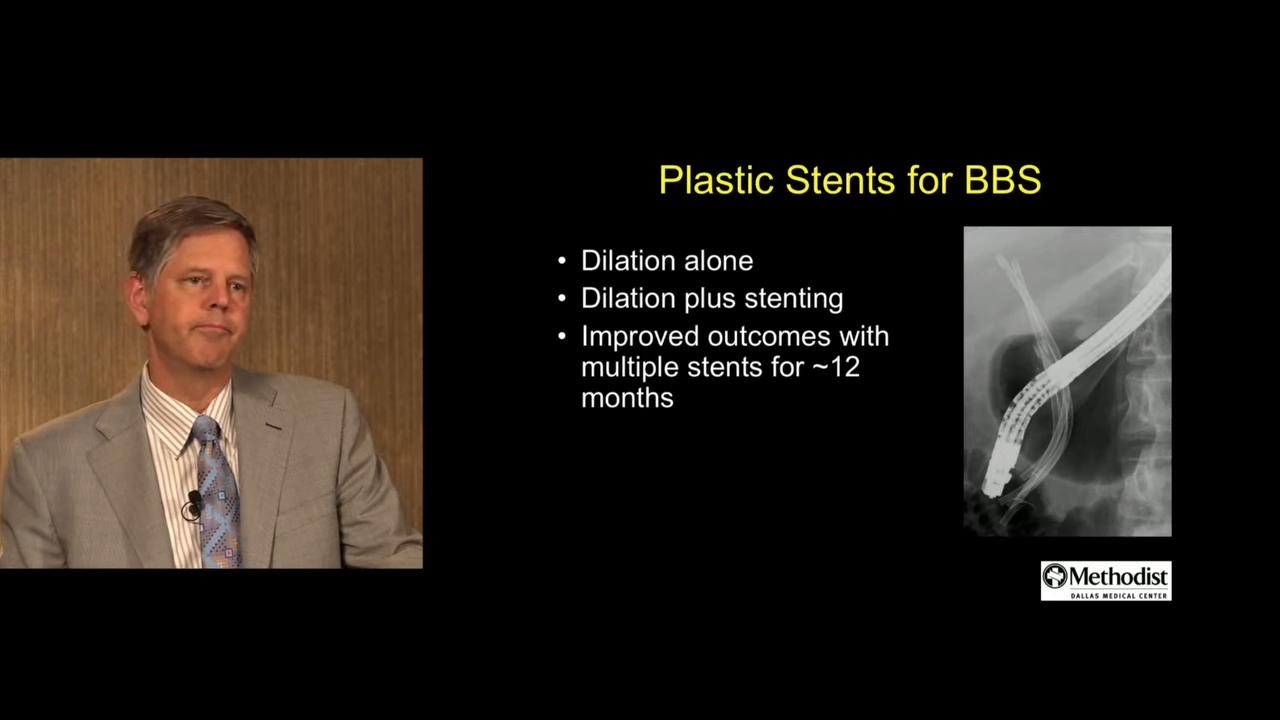 Plastic Stents for BBS
• Dilation alone
• Dilation plus stenting
• Improved outcomes with
multiple stents for ~12
months
Methodist
DALLAS MEDICAL CENTER